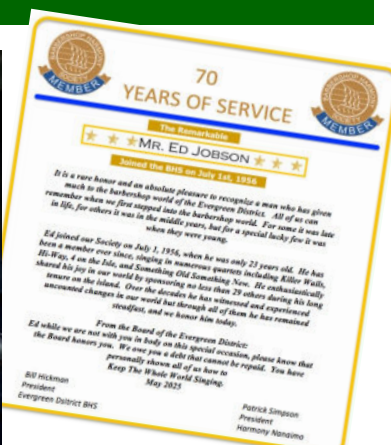 BARBERSHOP HARMONY SOCIETY
MEMBER
BARBERSHOP HARMONY SOCIETY
MEMBER
70
YEARS OF SERVICE
The Remarkable
MR. ED JOBSON
Joined the BHS on July 1st, 1956
It is a rare honor and an absolute pleasure to recognize a man who has given
much to the barbershop world of the Evergreen District. All of us can
remember when we first stepped into the barbershop world. For some it was late
in life, for others it was in the middle years, but for a special lucky few it was
when they were young.
Ed joined our Society on July 1, 1956, when he was only 23 years old. He has
been a member ever since, singing in numerous quartets including Killer Wails,
Hi-Way, 4 on the Isle, and Something Old Something New. He enthusiastically
shared his joy in our world by sponsoring no less than 29 others during his long
tenure on the island. Over the decades he has witnessed and experienced
uncounted changes in our world but through all of them he has remained
steadfast, and we honor him today.
From the Board of the Evergreen District:
Ed while we are not with you in body on this special occasion, please know that
the Board honors you. We owe you a debt that cannot be repaid. You have
personally shown all of us how to
Keep The Whole World Singing.
May 2025
Bill Hickman
President
Evergreen Dsitrict BHS
Patrick Simpson
President
Harmony Nanaimo